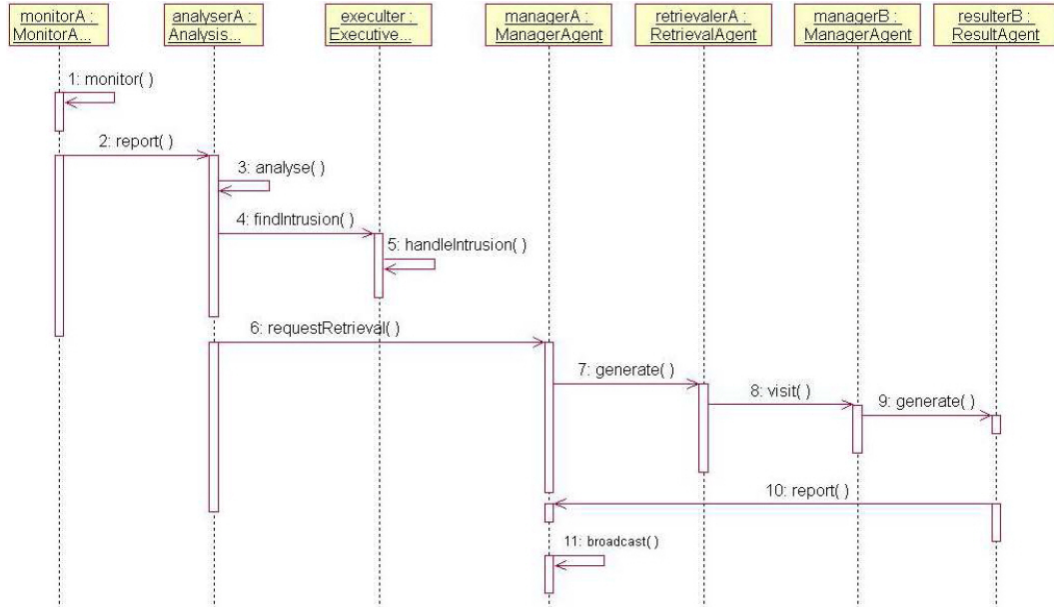 monitorA :
MonitorA...
analyserA :
Analysis...
executer :
Executive...
managerA :
ManagerAgent
retrievalerA :
RetrievalAgent
managerB :
ManagerAgent
resulterB :
ResultAgent
1: monitor( )
2: report( )
3: analyse( )
4: findIntrusion( )
5: handleIntrusion( )
6: requestRetrieval( )
7: generate( )
8: visit( )
9: generate( )
10: report( )
11: broadcast( )